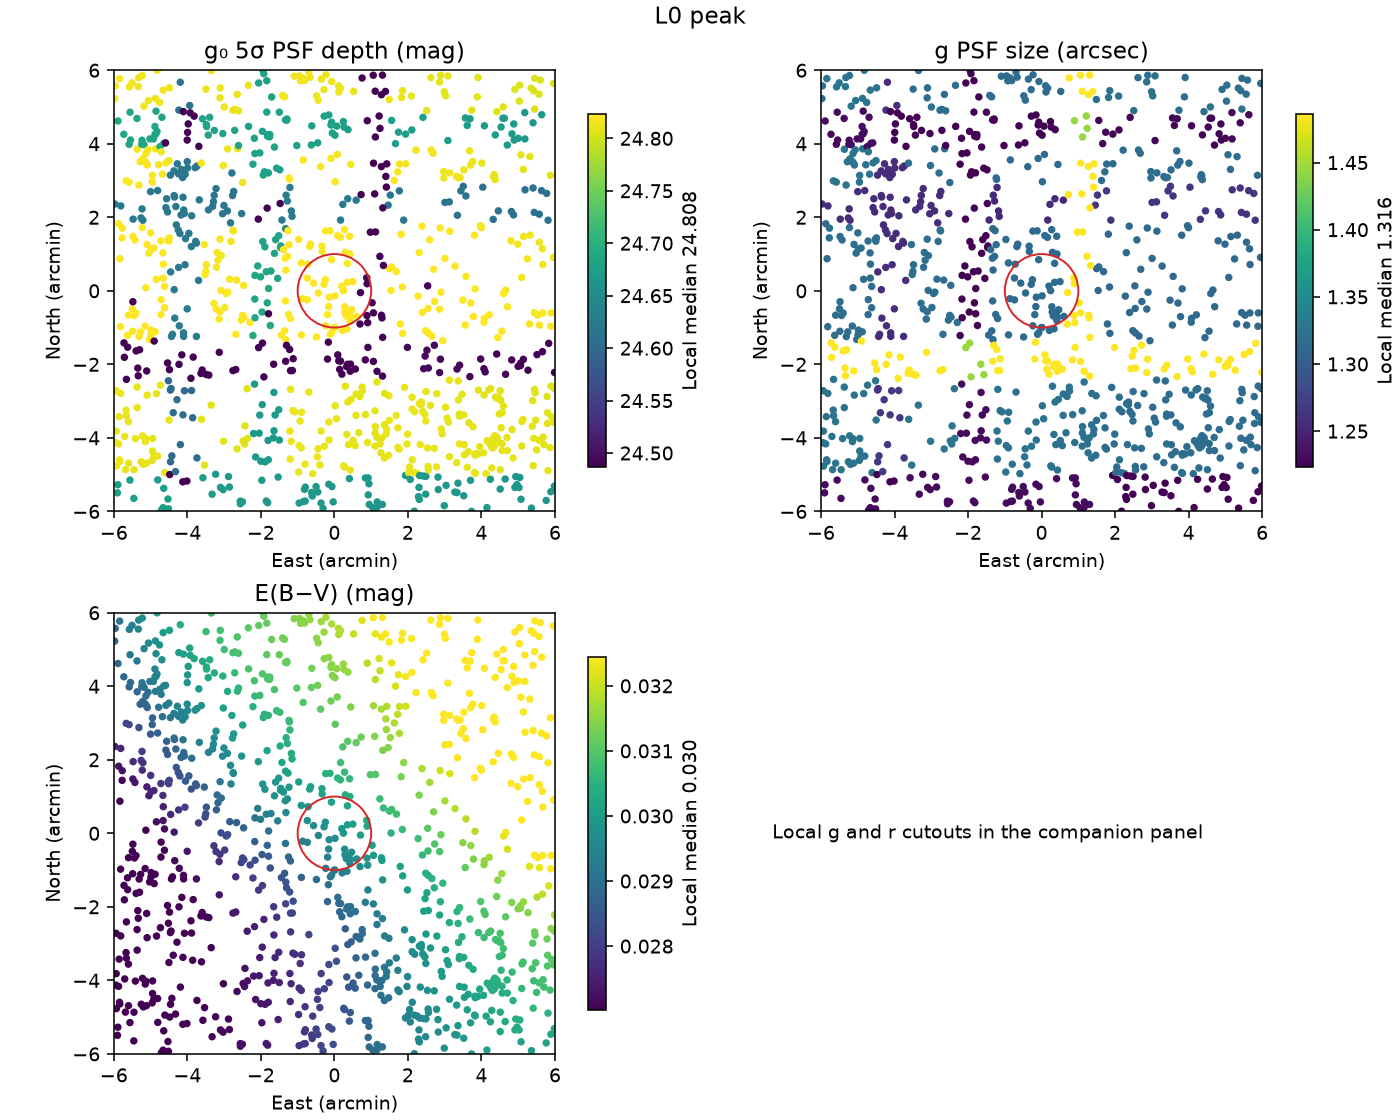 L0 peak
g₀ 5σ PSF depth (mag)
6
4
2
0
−2
−4
−6
−6 −4 −2 0 2 4 6
East (arcmin)
North (arcmin)
24.80
24.75
24.70
24.65
24.60
24.55
24.50
Local median 24.808
g PSF size (arcsec)
6
4
2
0
−2
−4
−6
−6 −4 −2 0 2 4 6
East (arcmin)
North (arcmin)
1.45
1.40
1.35
1.30
1.25
Local median 1.316
E(B−V) (mag)
6
4
2
0
−2
−4
−6
−6 −4 −2 0 2 4 6
East (arcmin)
North (arcmin)
0.032
0.031
0.030
0.029
0.028
Local median 0.030
Local g and r cutouts in the companion panel